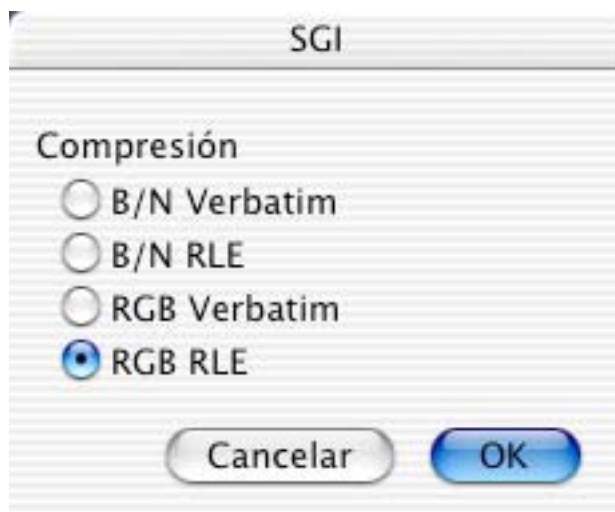 SGI
Compresión
B/N Verbatim
B/N RLE
RGB Verbatim
RGB RLE
Cancelar OK